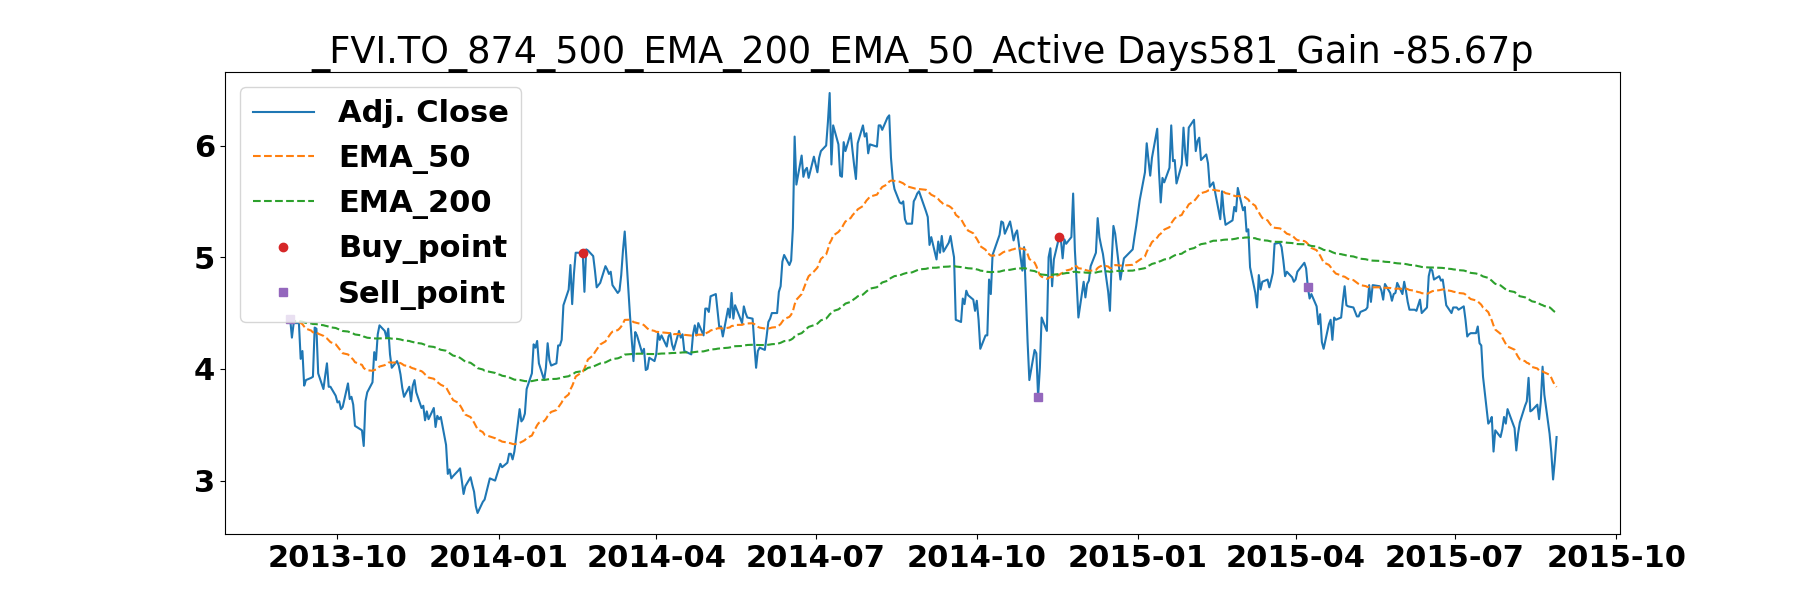 _FVI.TO_874_500_EMA_200_EMA_50_Active Days581_Gain -85.67p
Adj. Close
EMA_50
EMA_200
Buy_point
Sell_point
6
5
4
3
2013-10 2014-01 2014-04 2014-07 2014-10 2015-01 2015-04 2015-07 2015-10